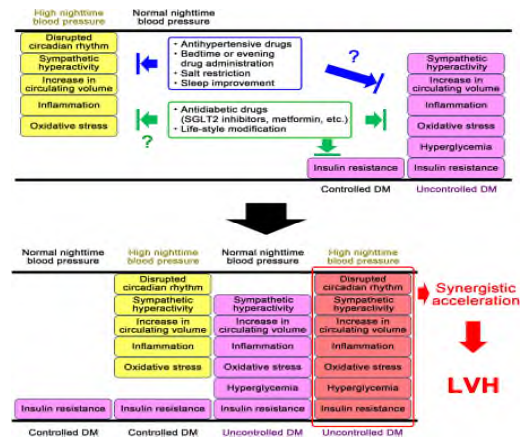 High nighttime
blood pressure
Normal nighttime
blood pressure
Disrupted
circadian rhythm
Sympathetic
hyperactivity
Increase in
circulating volume
Inflammation
Oxidative stress
• Antihypertensive drugs
• Bedtime or evening
drug administration
• Salt restriction
• Sleep improvement
?
?
• Antidiabetic drugs
(SGLT2 inhibitors, metformin, etc.)
• Life-style modification
Sympathetic
hyperactivity
Increase in
circulating volume
Inflammation
Oxidative stress
Hyperglycemia
Insulin resistance
Insulin resistance
Controlled DM
Uncontrolled DM
Normal nighttime
blood pressure
High nighttime
blood pressure
Normal nighttime
blood pressure
High nighttime
blood pressure
Insulin resistance
Controlled DM
Disrupted
circadian rhythm
Sympathetic
hyperactivity
Increase in
circulating volume
Inflammation
Oxidative stress
Insulin resistance
Controlled DM
Sympathetic
hyperactivity
Increase in
circulating volume
Inflammation
Oxidative stress
Hyperglycemia
Insulin resistance
Uncontrolled DM
Disrupted
circadian rhythm
Sympathetic
hyperactivity
Increase in
circulating volume
Inflammation
Oxidative stress
Hyperglycemia
Insulin resistance
Uncontrolled DM
Synergistic
acceleration
LVH